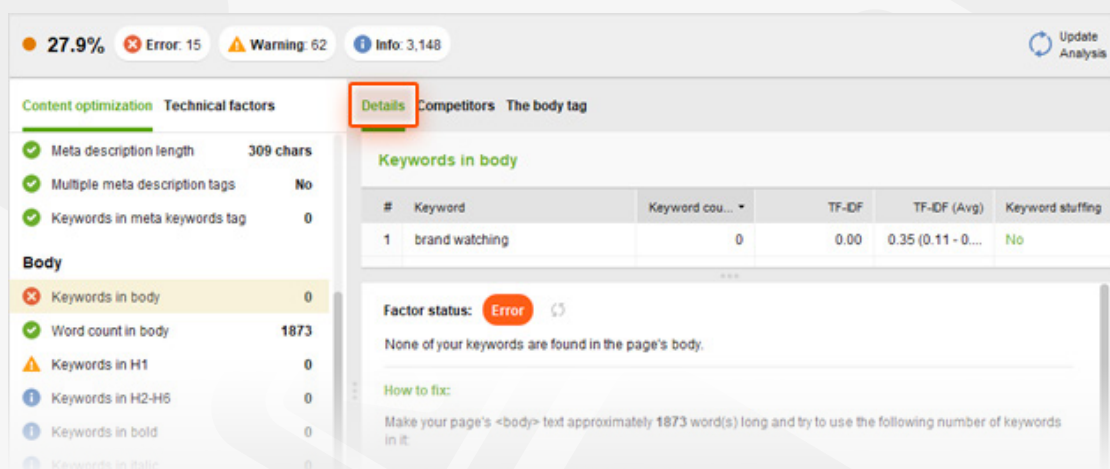 27.9% Error: 15 Warning: 62 Info: 3,148 Update
Analysis
Content optimization Technical factors
Meta description length 309 chars
Multiple meta description tags No
Keywords in meta keywords tag 0
Body
Keywords in body 0
Word count in body 1873
Keywords in H1 0
Keywords in H2-H6 0
Keywords in bold 0
Keywords in italic 0
Details Competitors The body tag
Keywords in body
# Keyword Keyword cou... TF-IDF TF-IDF (Avg) Keyword stuffing
1 brand watching 0 0.00 0.35 (0.11 - 0.... No
Factor status: Error
None of your keywords are found in the page's body.
How to fix:
Make your page's <body> text approximately 1873 word(s) long and try to use the following number of keywords
in it: